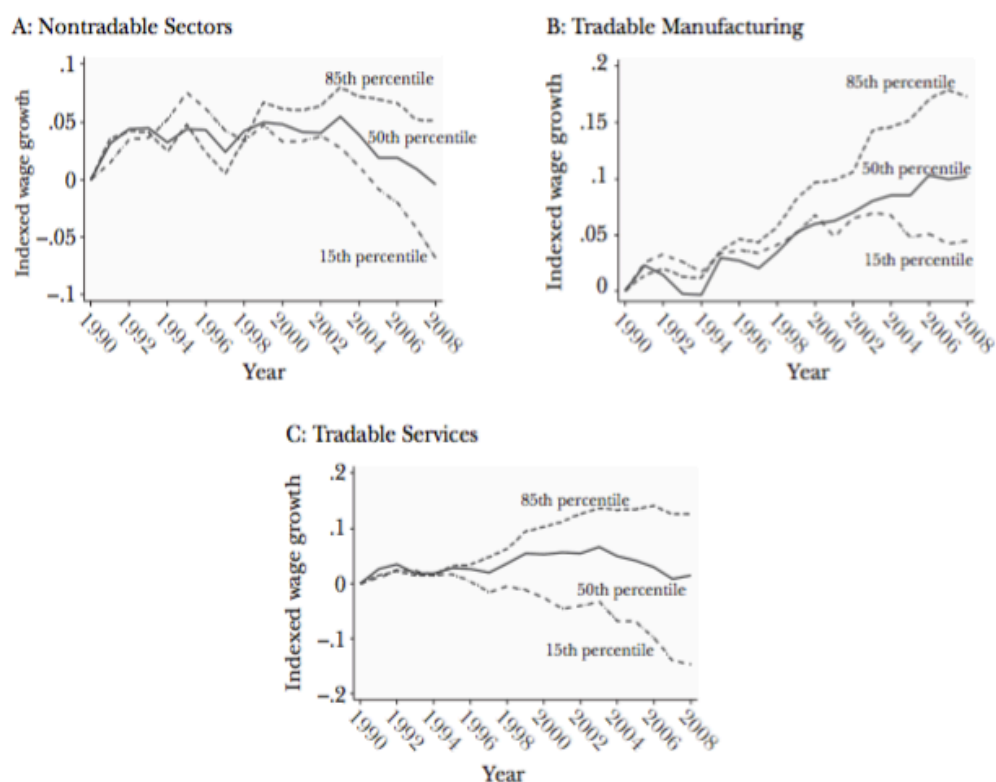 A: Nontradable Sectors
Indexed wage growth
.1
.05
0
−.05
−.1
85th percentile
50th percentile
15th percentile
1990
1992
1994
1996
1998
2000
2002
2004
2006
2008
Year
B: Tradable Manufacturing
Indexed wage growth
.2
.15
.1
.05
0
85th percentile
50th percentile
15th percentile
1990
1992
1994
1996
1998
2000
2002
2004
2006
2008
Year
C: Tradable Services
Indexed wage growth
.2
.1
0
−.1
−.2
85th percentile
50th percentile
15th percentile
1990
1992
1994
1996
1998
2000
2002
2004
2006
2008
Year